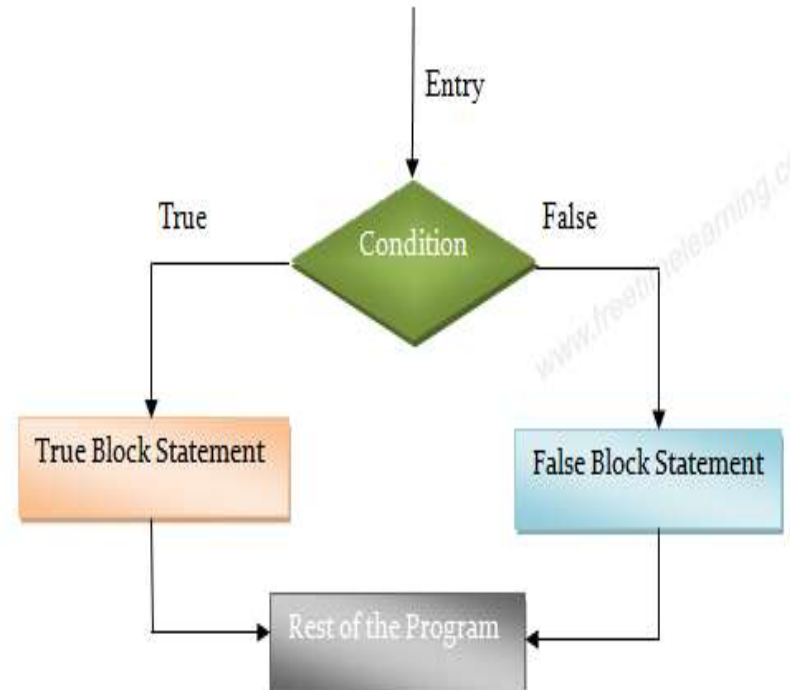 Entry
True
False
Condition
True Block Statement
False Block Statement
Rest of the Program